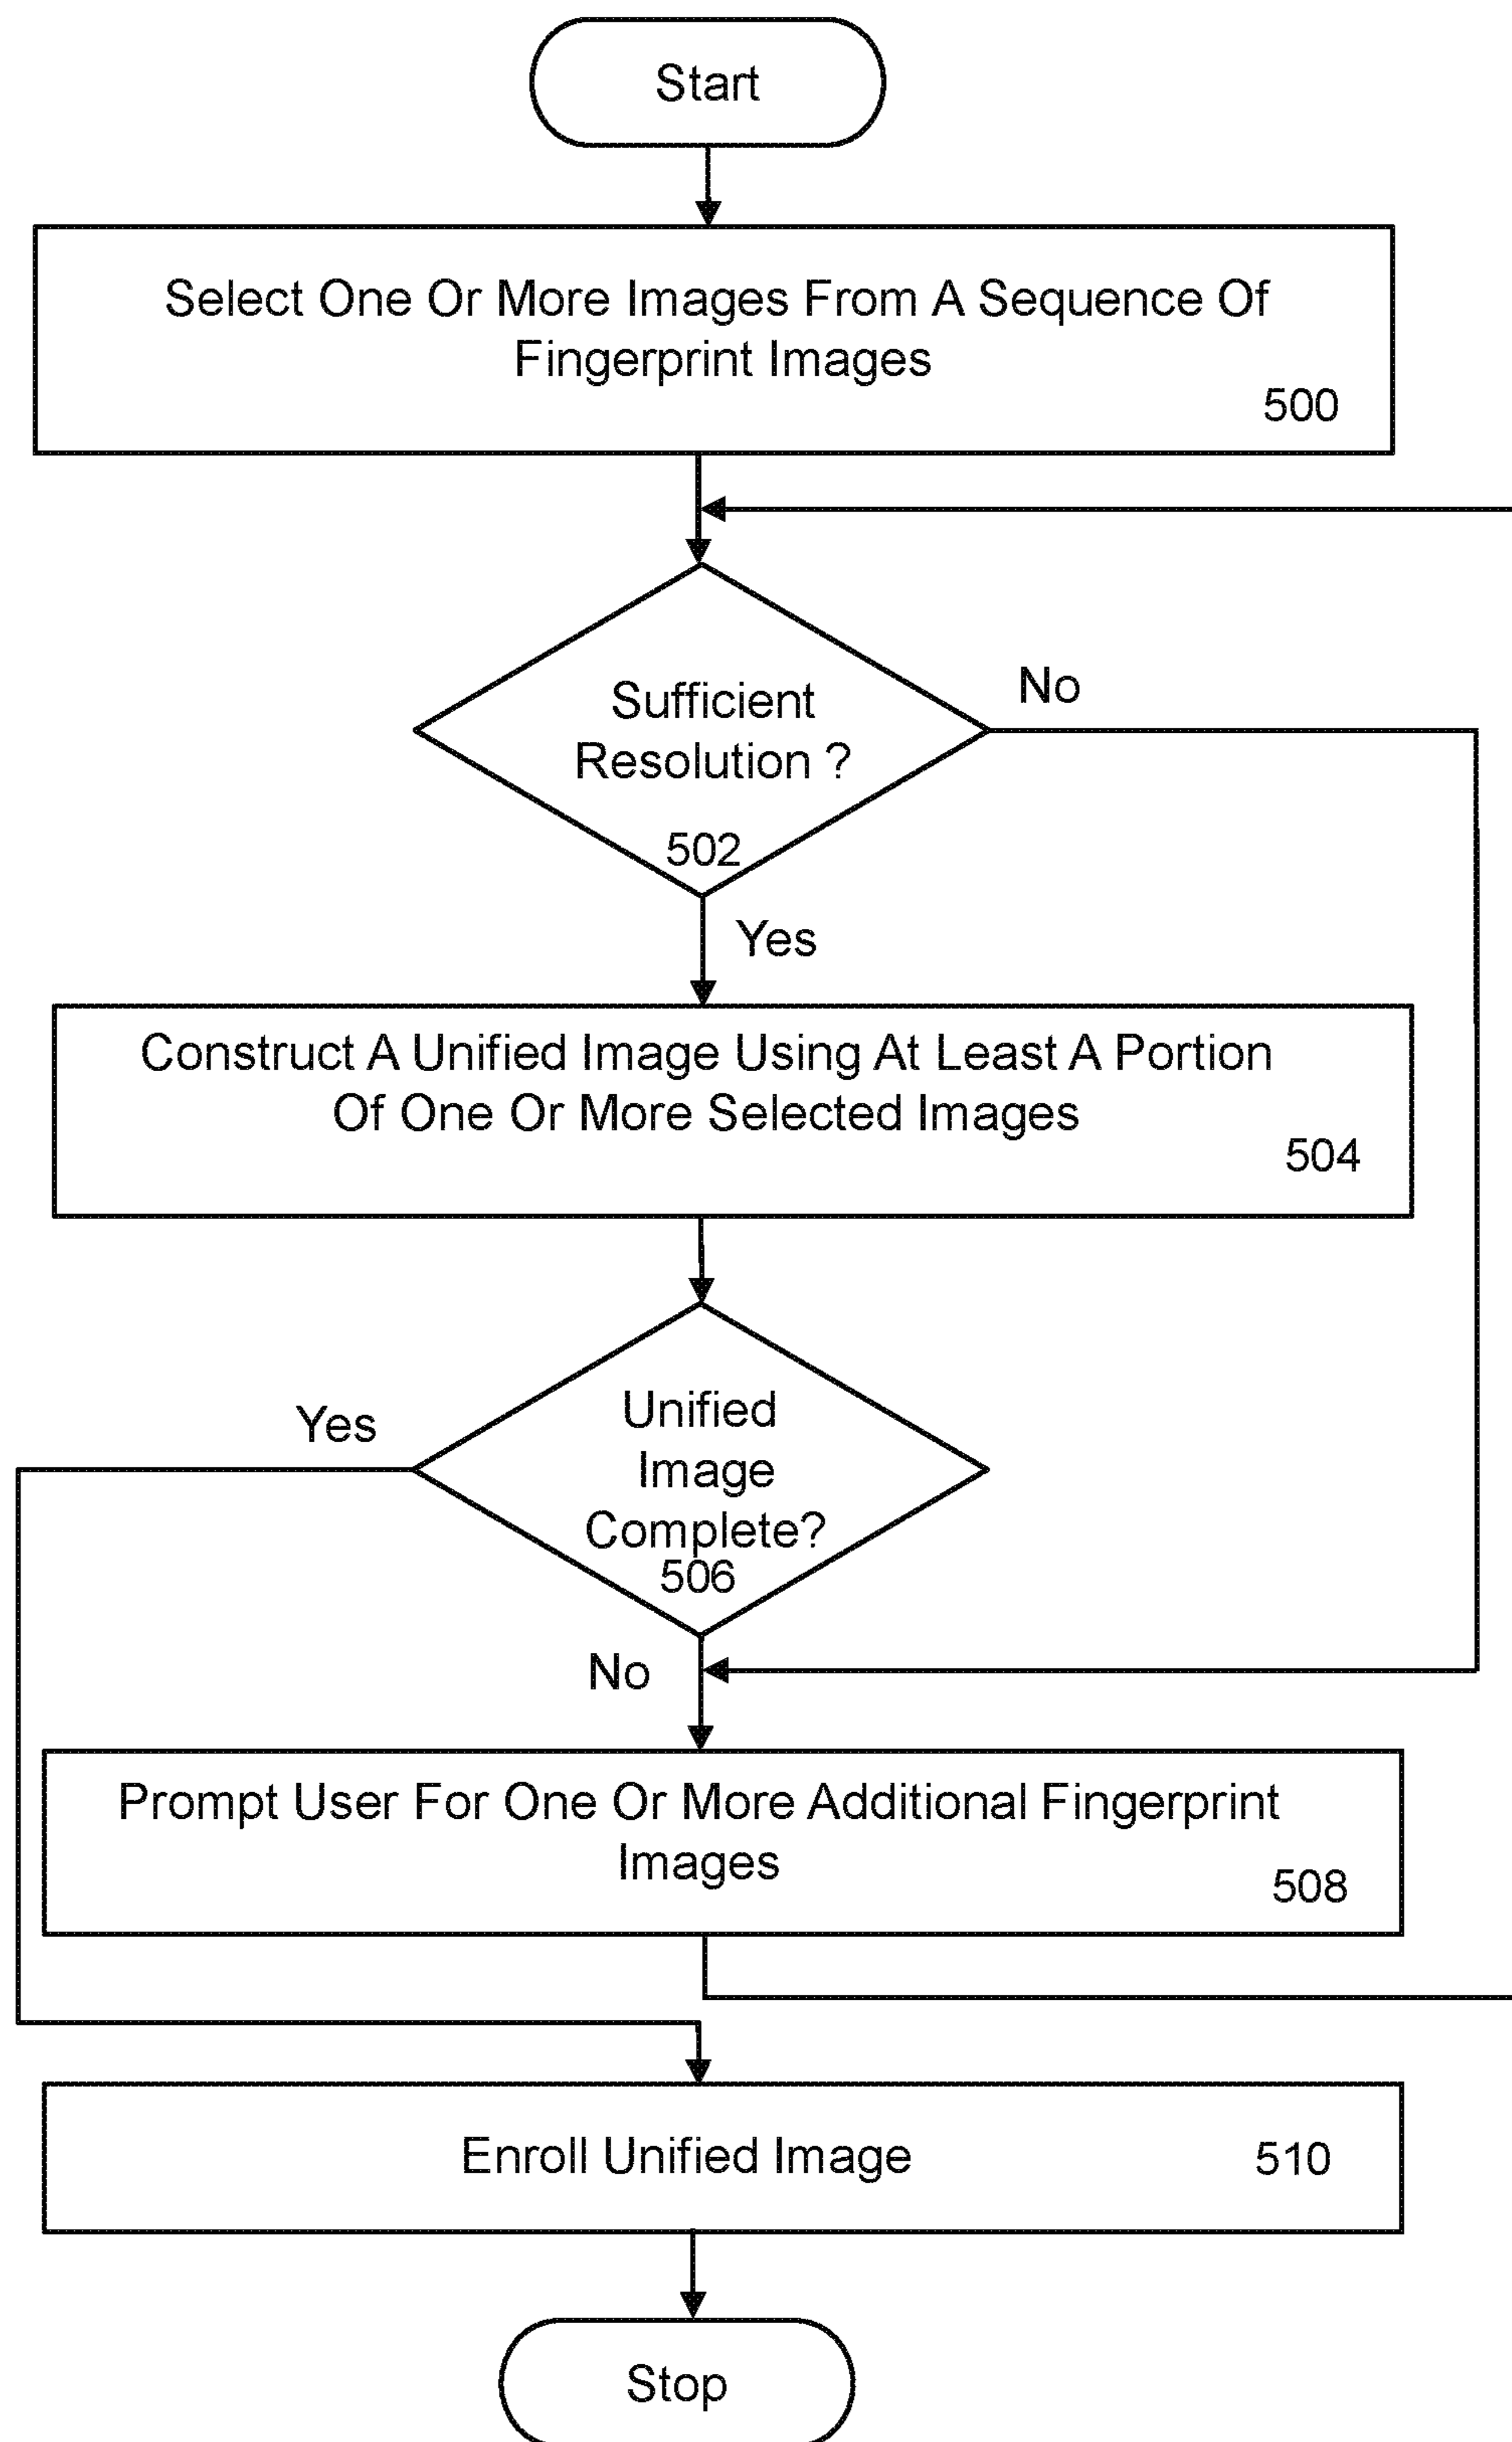 Start
Select One Or More Images From A Sequence Of
Fingerprint Images
500
Sufficient
Resolution ?
502
No
Yes
Construct A Unified Image Using At Least A Portion
Of One Or More Selected Images
504
Unified
Image
Complete?
506
Yes
No
Prompt User For One Or More Additional Fingerprint
Images
508
Enroll Unified Image
510
Stop